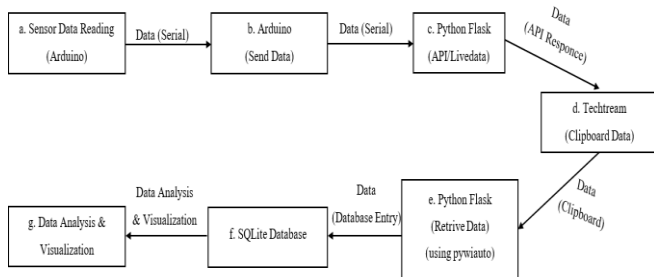 a. Sensor Data Reading
(Arduino)
Data (Serial)
b. Arduino
(Send Data)
Data (Serial)
c. Python Flask
(API/Livedata)
Data
(API Responce)
d. Techtream
(Clipboard Data)
Data
(Clipboard)
e. Python Flask
(Retrive Data)
(using pywiauto)
Data
(Database Entry)
f. SQLite Database
Data Analysis
& Visualization
g. Data Analysis &
Visualization